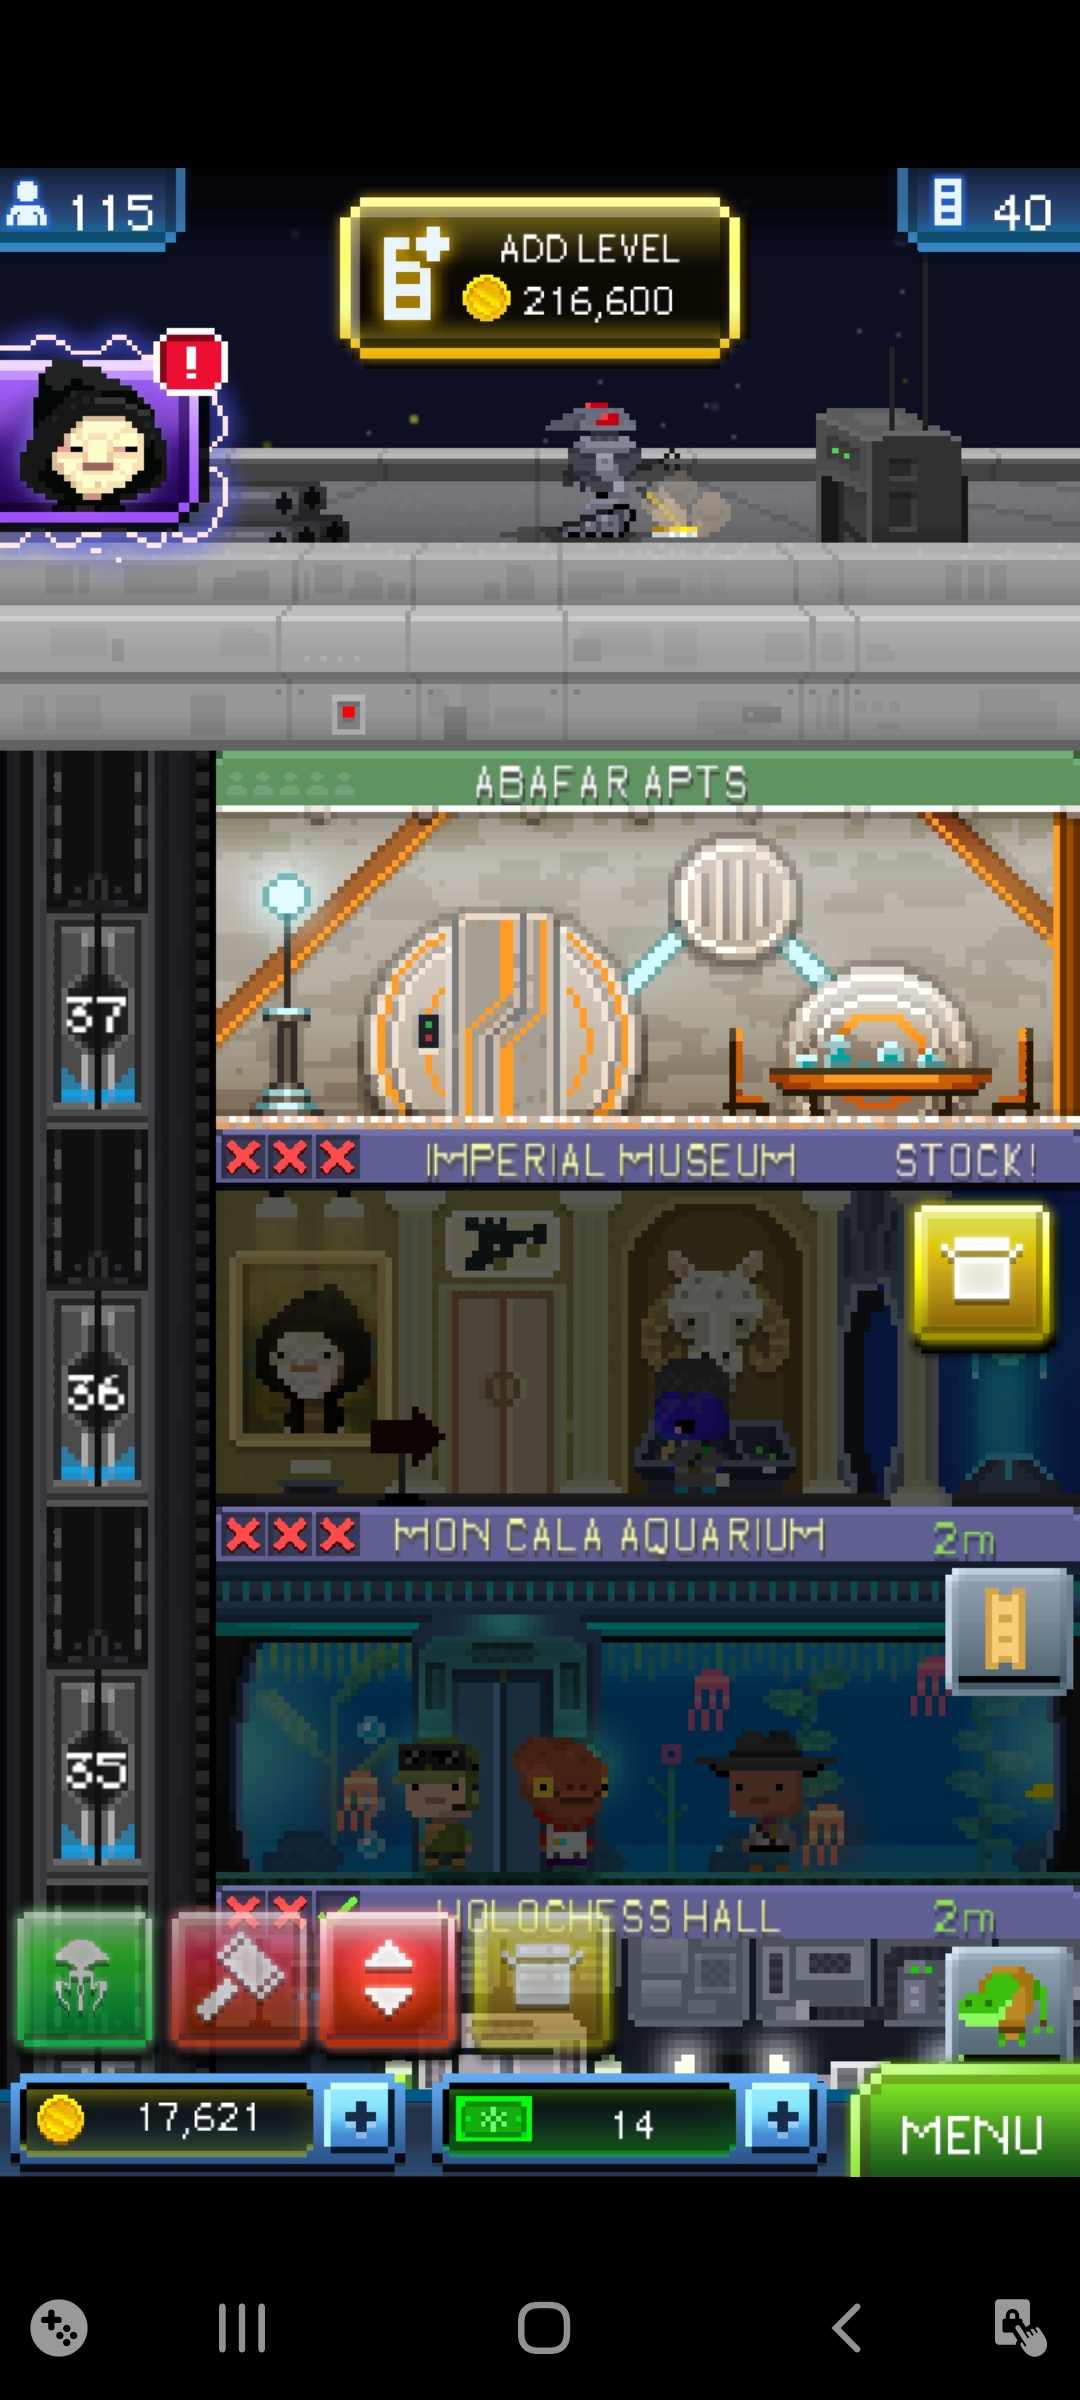 115
ADD LEVEL
216,600
40
!
ABAFAR APTS
37
IMPERIAL MUSEUM STOCK!
36
MON CALA AQUARIUM 2m
35
HOLOCHESS HALL 2m
17,621
14
MENU